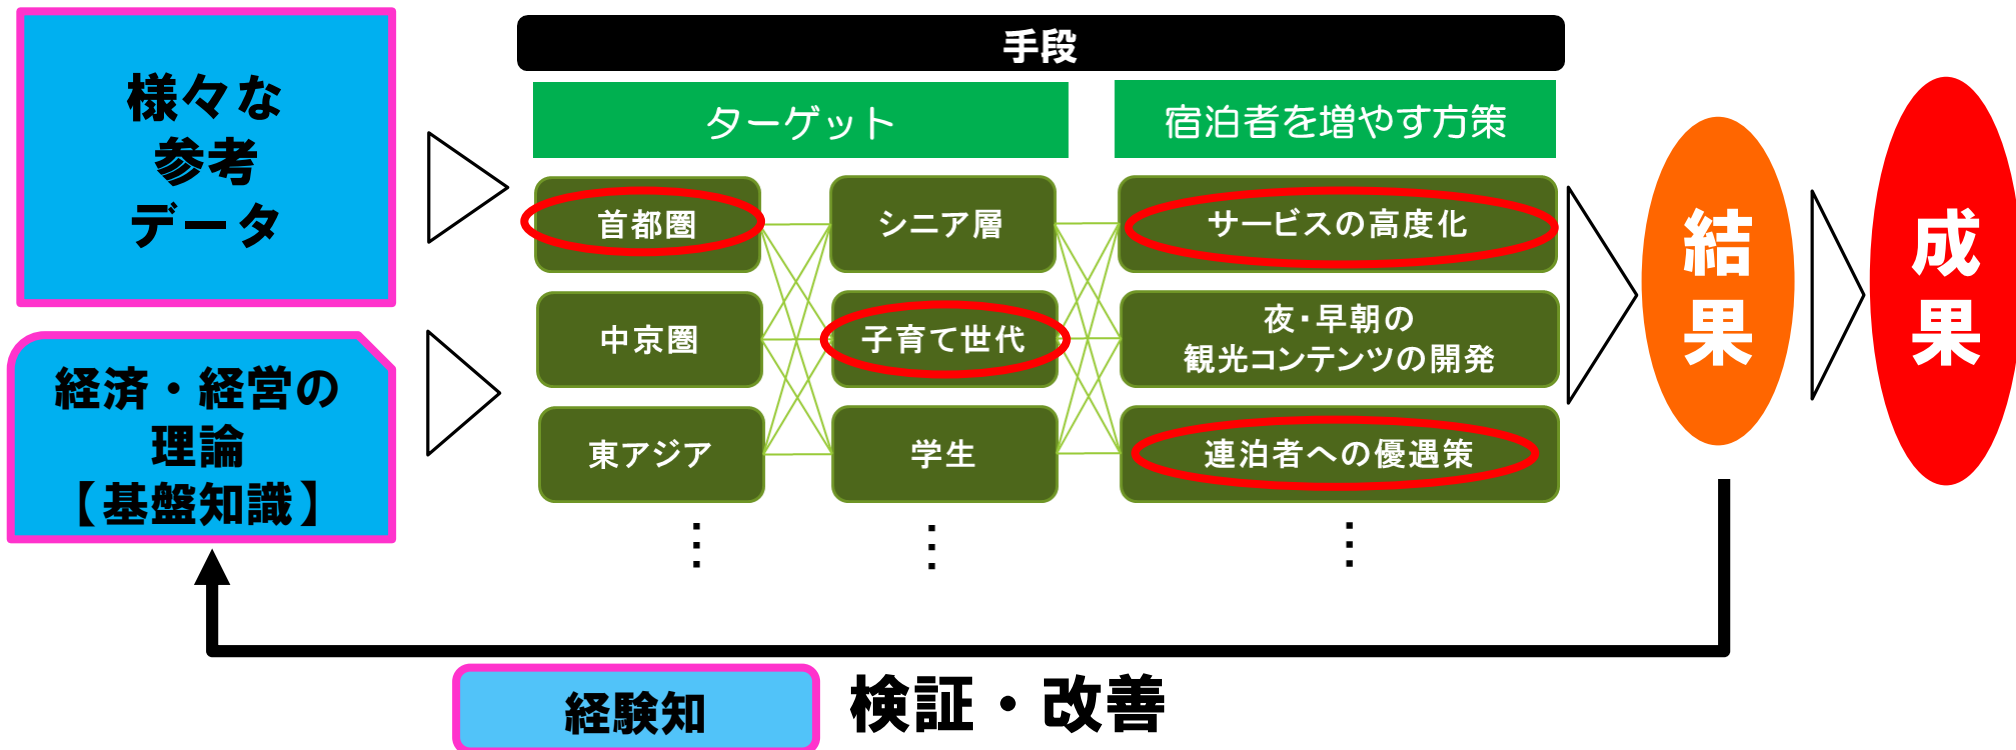 様々な
参考
データ
経済・経営の
理論
【基盤知識】
手段
ターゲット
宿泊者を増やす方策
首都圏
シニア層
サービスの高度化
中京圏
子育て世代
夜・早朝の
観光コンテンツの開発
東アジア
学生
連泊者への優遇策
結果
成果
経験知
検証・改善